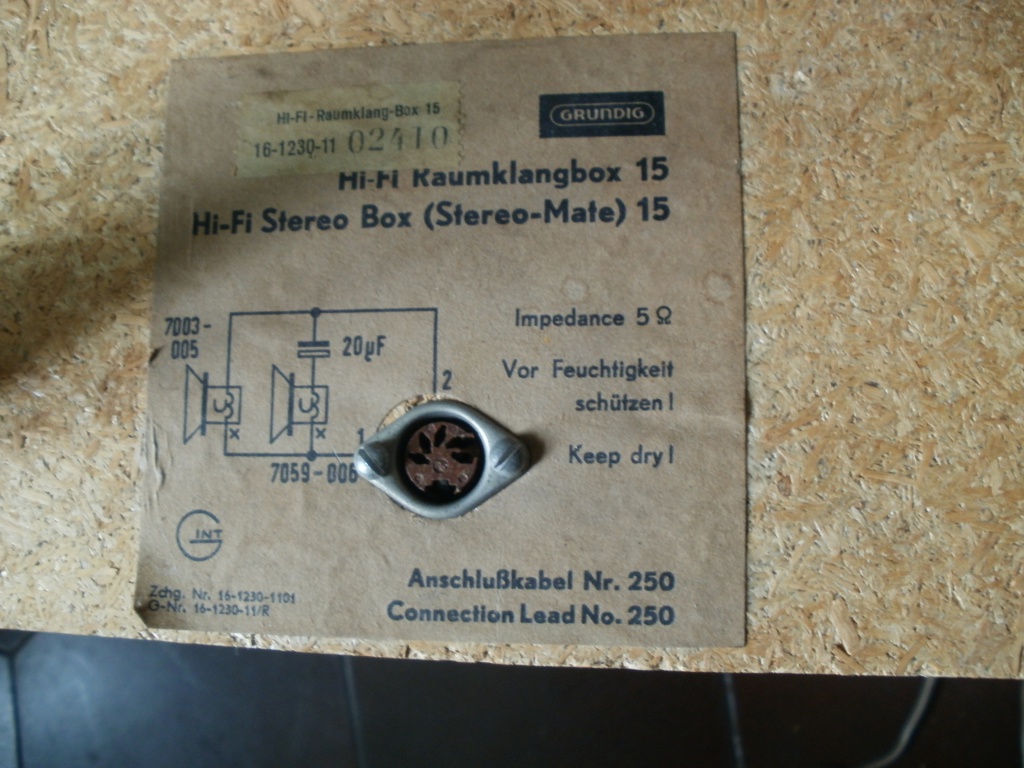 Hi-Fi-Raumklang-Box 15
16-1230-11 02410
GRUNDIG
Hi-Fi Raumklangbox 15
Hi-Fi Stereo Box (Stereo-Mate) 15
7003-
005
20µF
2
1
x
x
7059-006
Impedance 5 Ω
Vor Feuchtigkeit
schützen!
Keep dry!
G INT
Zchg. Nr. 16-1230-1101
G-Nr. 16-1230-11/R
Anschlußkabel Nr. 250
Connection Lead No. 250